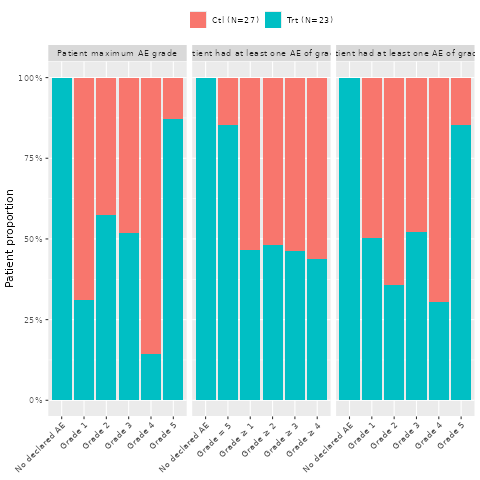 Ctl (N=27) Trt (N=23)
Patient maximum AE grade
tient had at least one AE of gra
tient had at least one AE of grad
Patient proportion
100%
75%
50%
25%
0%
No declared AE
Grade 1
Grade 2
Grade 3
Grade 4
Grade 5
No declared AE
Grade = 5
Grade ≥ 1
Grade ≥ 2
Grade ≥ 3
Grade ≥ 4
No declared AE
Grade 1
Grade 2
Grade 3
Grade 4
Grade 5